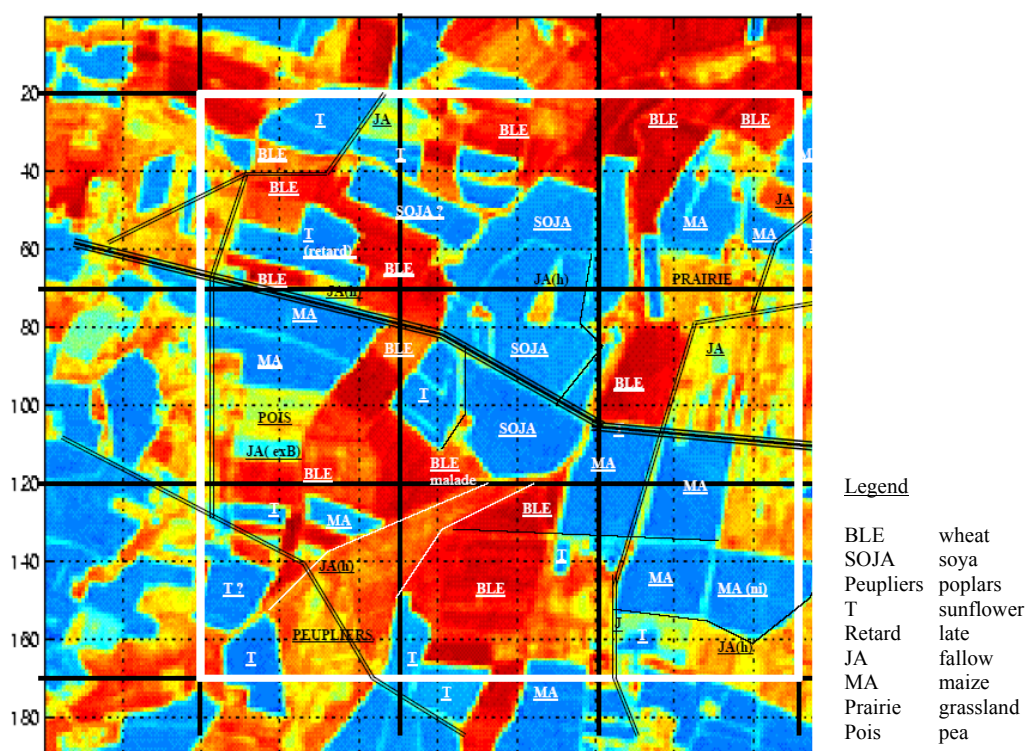 20
T
JA
BLE
BLE
BLE
BLE
T
40
BLE
JA
SOJA ?
SOJA
MA
MA
T
(retard)
60
BLE
BLE
JA(h)
PRAIRIE
JA(h)
MA
80
BLE
SOJA
JA
MA
BLE
T
100
POIS
SOJA
JA( exB)
BLE
BLE
malade
MA
120
MA
T
MA
BLE
140
JA(h)
T
T ?
BLE
MA
MA (ni)
160
PEUPLIERS
T
T
J
T
JA(h)
180
T
MA
Legend
BLE wheat
SOJA soya
Peupliers poplars
T sunflower
Retard late
JA fallow
MA maize
Prairie grassland
Pois pea